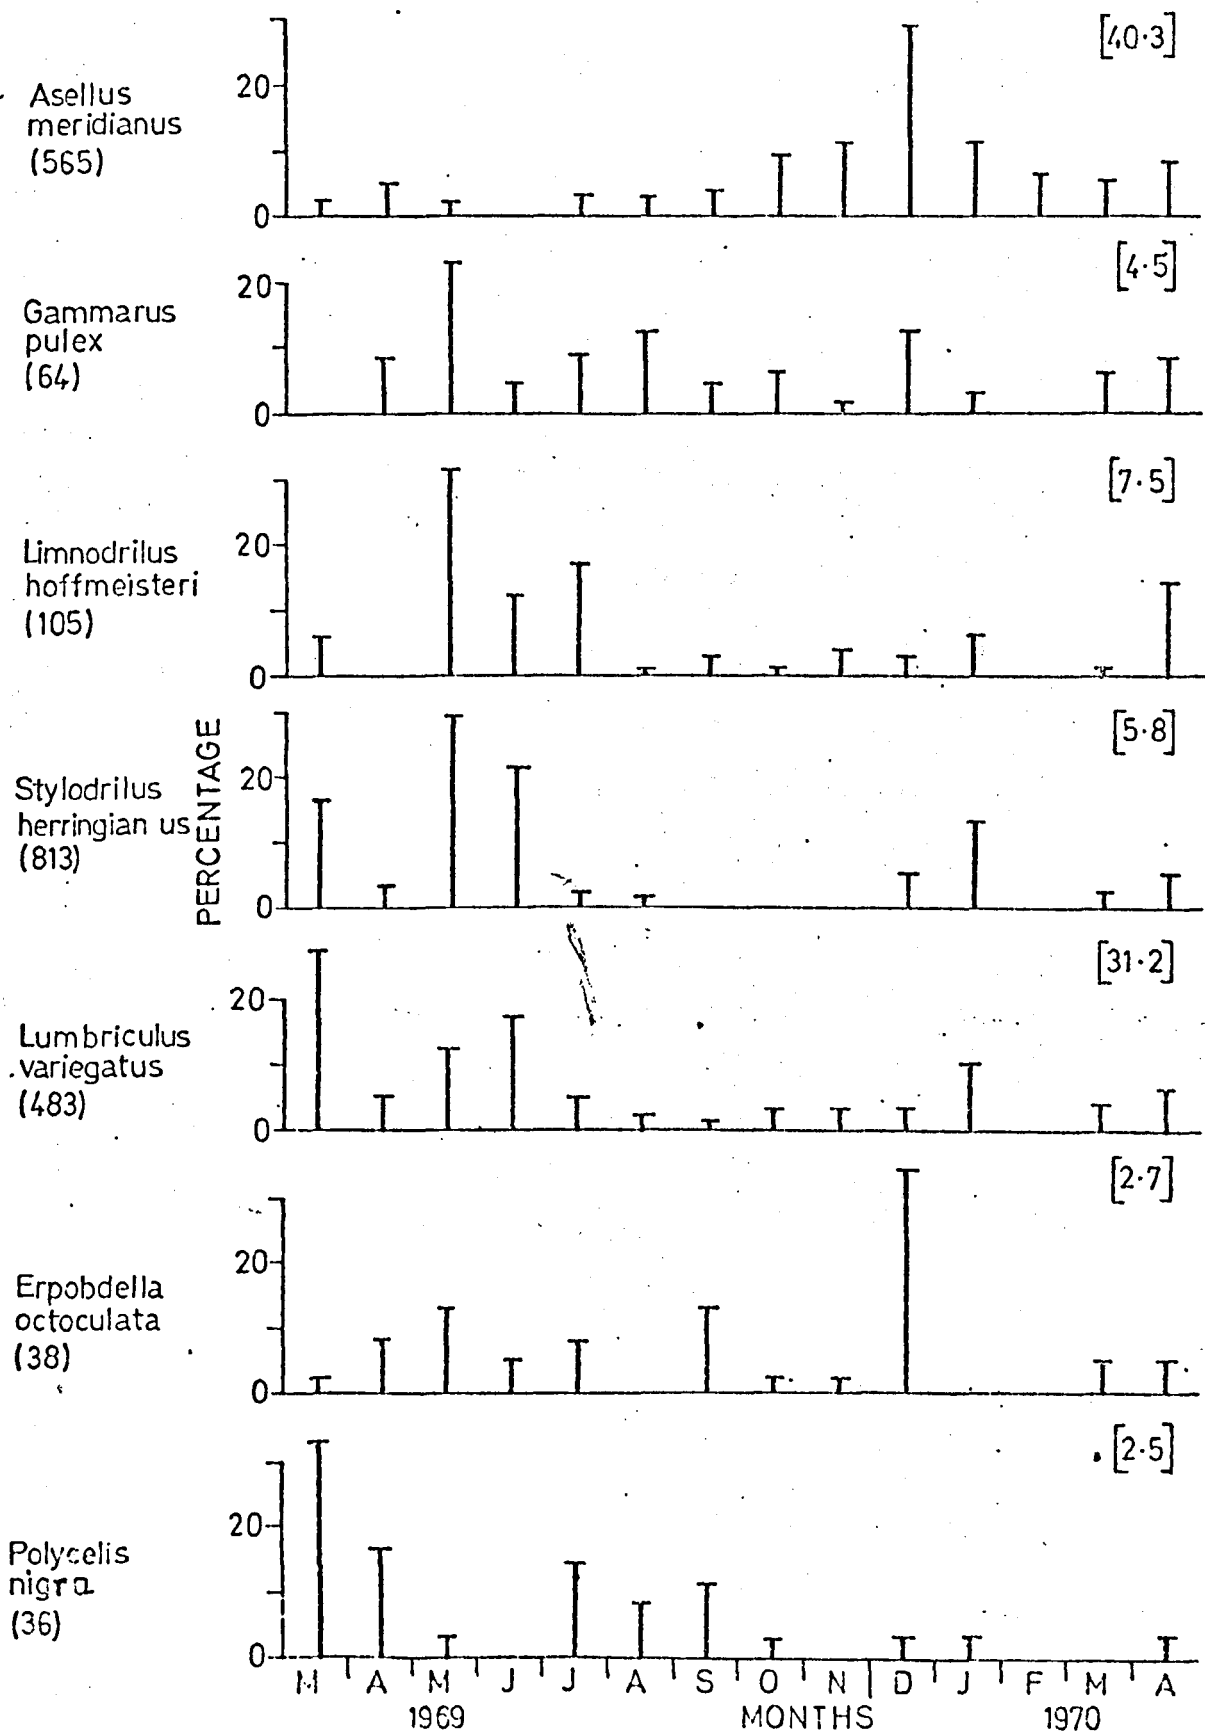 [40·3]
20
Asellus
meridianus
(565)
0
[4·5]
20
Gammarus
pulex
(64)
0
[7·5]
20
Limnodrilus
hoffmeisteri
(105)
0
[5·8]
PERCENTAGE
20
Stylodrilus
herringian us
(813)
0
[31·2]
20
Lumbriculus
variegatus
(483)
0
[2·7]
20
Erpobdella
octoculata
(38)
0
[2·5]
20
Polycelis
nigra
(36)
0
M A M J J A S O N D J F M A
1969 MONTHS 1970